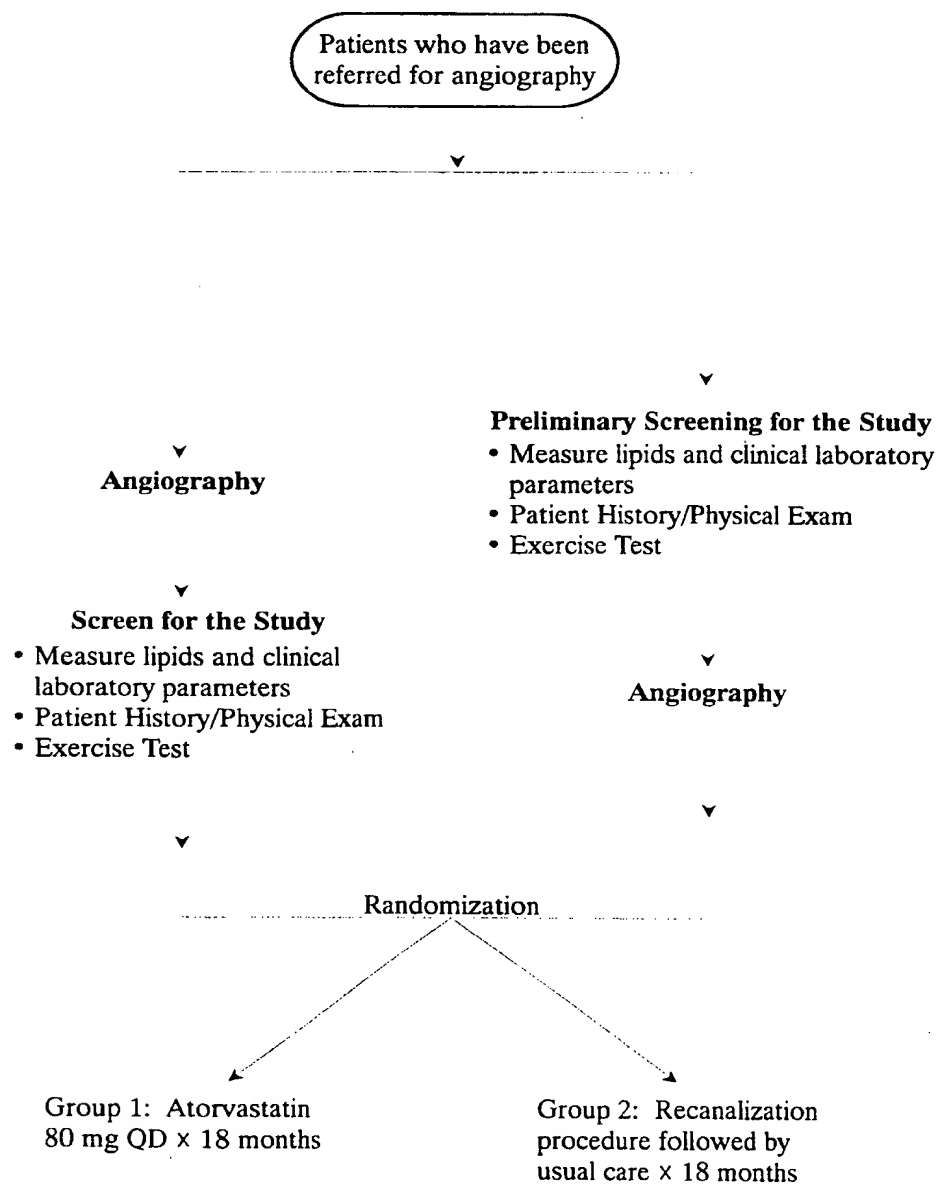 Patients who have been
referred for angiography
Preliminary Screening for the Study
• Measure lipids and clinical laboratory
parameters
• Patient History/Physical Exam
• Exercise Test
Angiography
Screen for the Study
• Measure lipids and clinical
laboratory parameters
• Patient History/Physical Exam
• Exercise Test
Angiography
Randomization
Group 1: Atorvastatin
80 mg QD × 18 months
Group 2: Recanalization
procedure followed by
usual care × 18 months